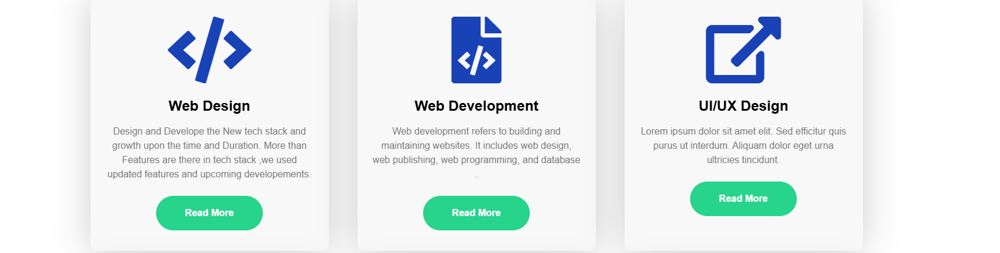 Web Design
Design and Develope the New tech stack and
growth upon the time and Duration. More than
Features are there in tech stack ,we used
updated features and upcoming developements.
Read More
Web Development
Web development refers to building and
maintaining websites. It includes web design,
web publishing, web programming, and database
..
Read More
UI/UX Design
Lorem ipsum dolor sit amet elit. Sed efficitur quis
purus ut interdum. Aliquam dolor eget urna
ultricies tincidunt.
Read More